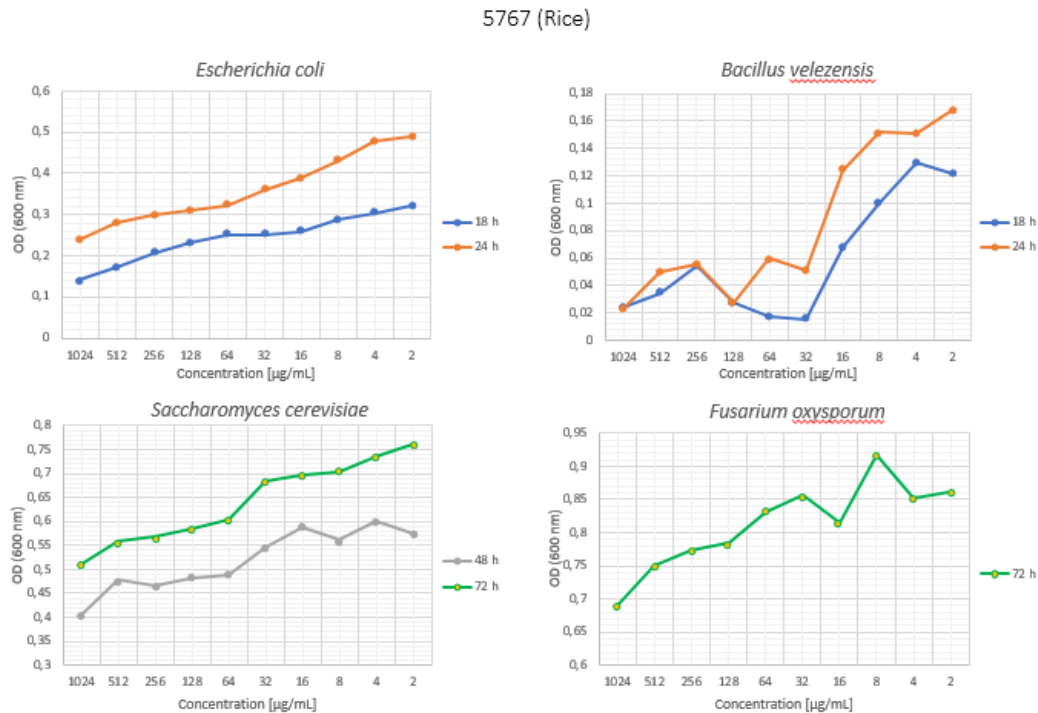 5767 (Rice)
Escherichia coli
0,6
0,5
0,4
0,3
0,2
0,1
0
OD (600 nm)
1024 512 256 128 64 32 16 8 4 2
Concentration [µg/mL]
18 h
24 h
Bacillus velezensis
0,18
0,16
0,14
0,12
0,1
0,08
0,06
0,04
0,02
0
OD (600 nm)
1024 512 256 128 64 32 16 8 4 2
Concentration [µg/mL]
18 h
24 h
Saccharomyces cerevisiae
0,8
0,75
0,7
0,65
0,6
0,55
0,5
0,45
0,4
0,35
0,3
OD (600 nm)
1024 512 256 128 64 32 16 8 4 2
Concentration [µg/mL]
48 h
72 h
Fusarium oxysporum
0,95
0,9
0,85
0,8
0,75
0,7
0,65
0,6
OD (600 nm)
1024 512 256 128 64 32 16 8 4 2
Concentration [µg/mL]
72 h